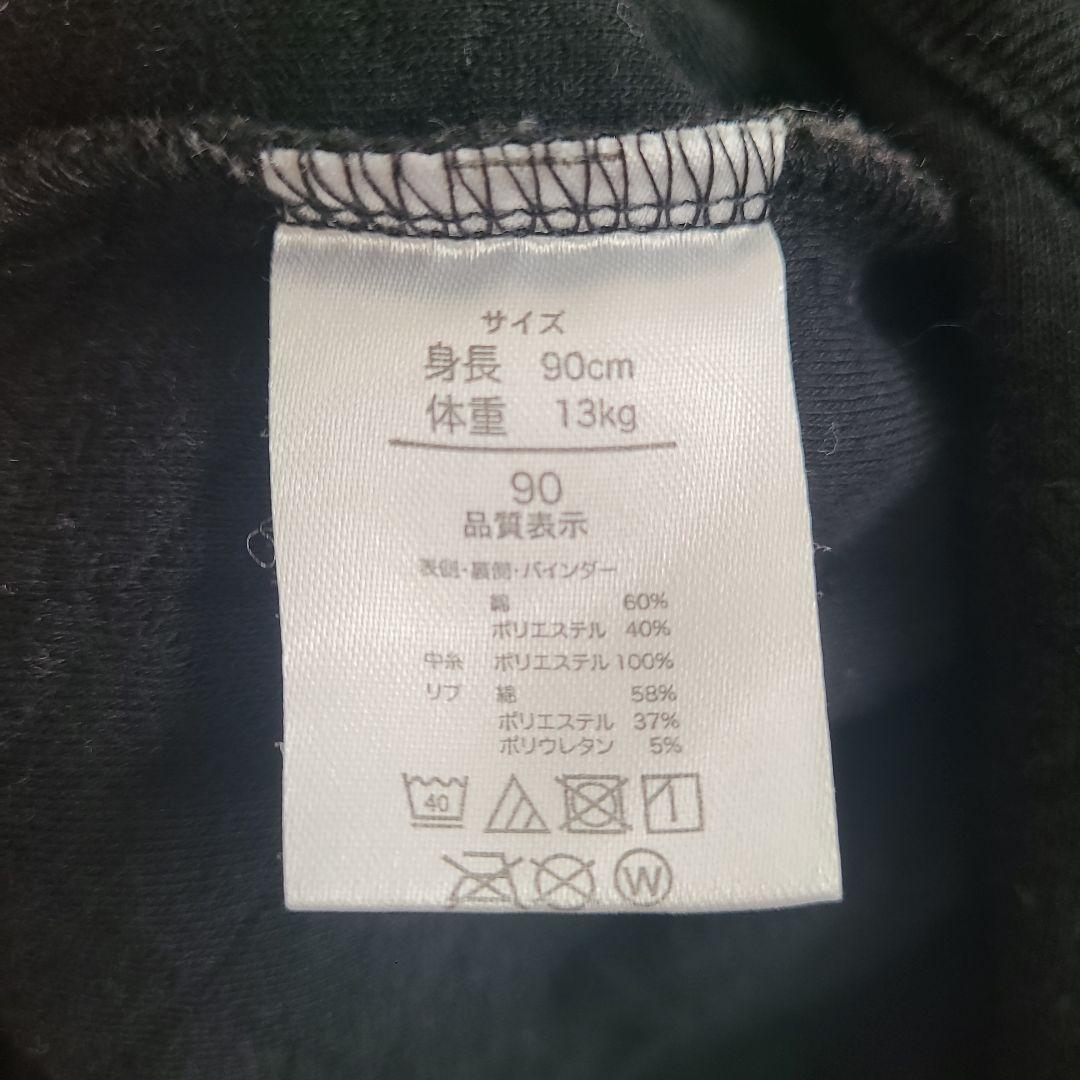 サイズ
身長 90cm
体重 13kg
90
品質表示
表側・裏側・バインダー
綿 60%
ポリエステル 40%
中糸 ポリエステル 100%
リブ 綿 58%
ポリエステル 37%
ポリウレタン 5%
40
W